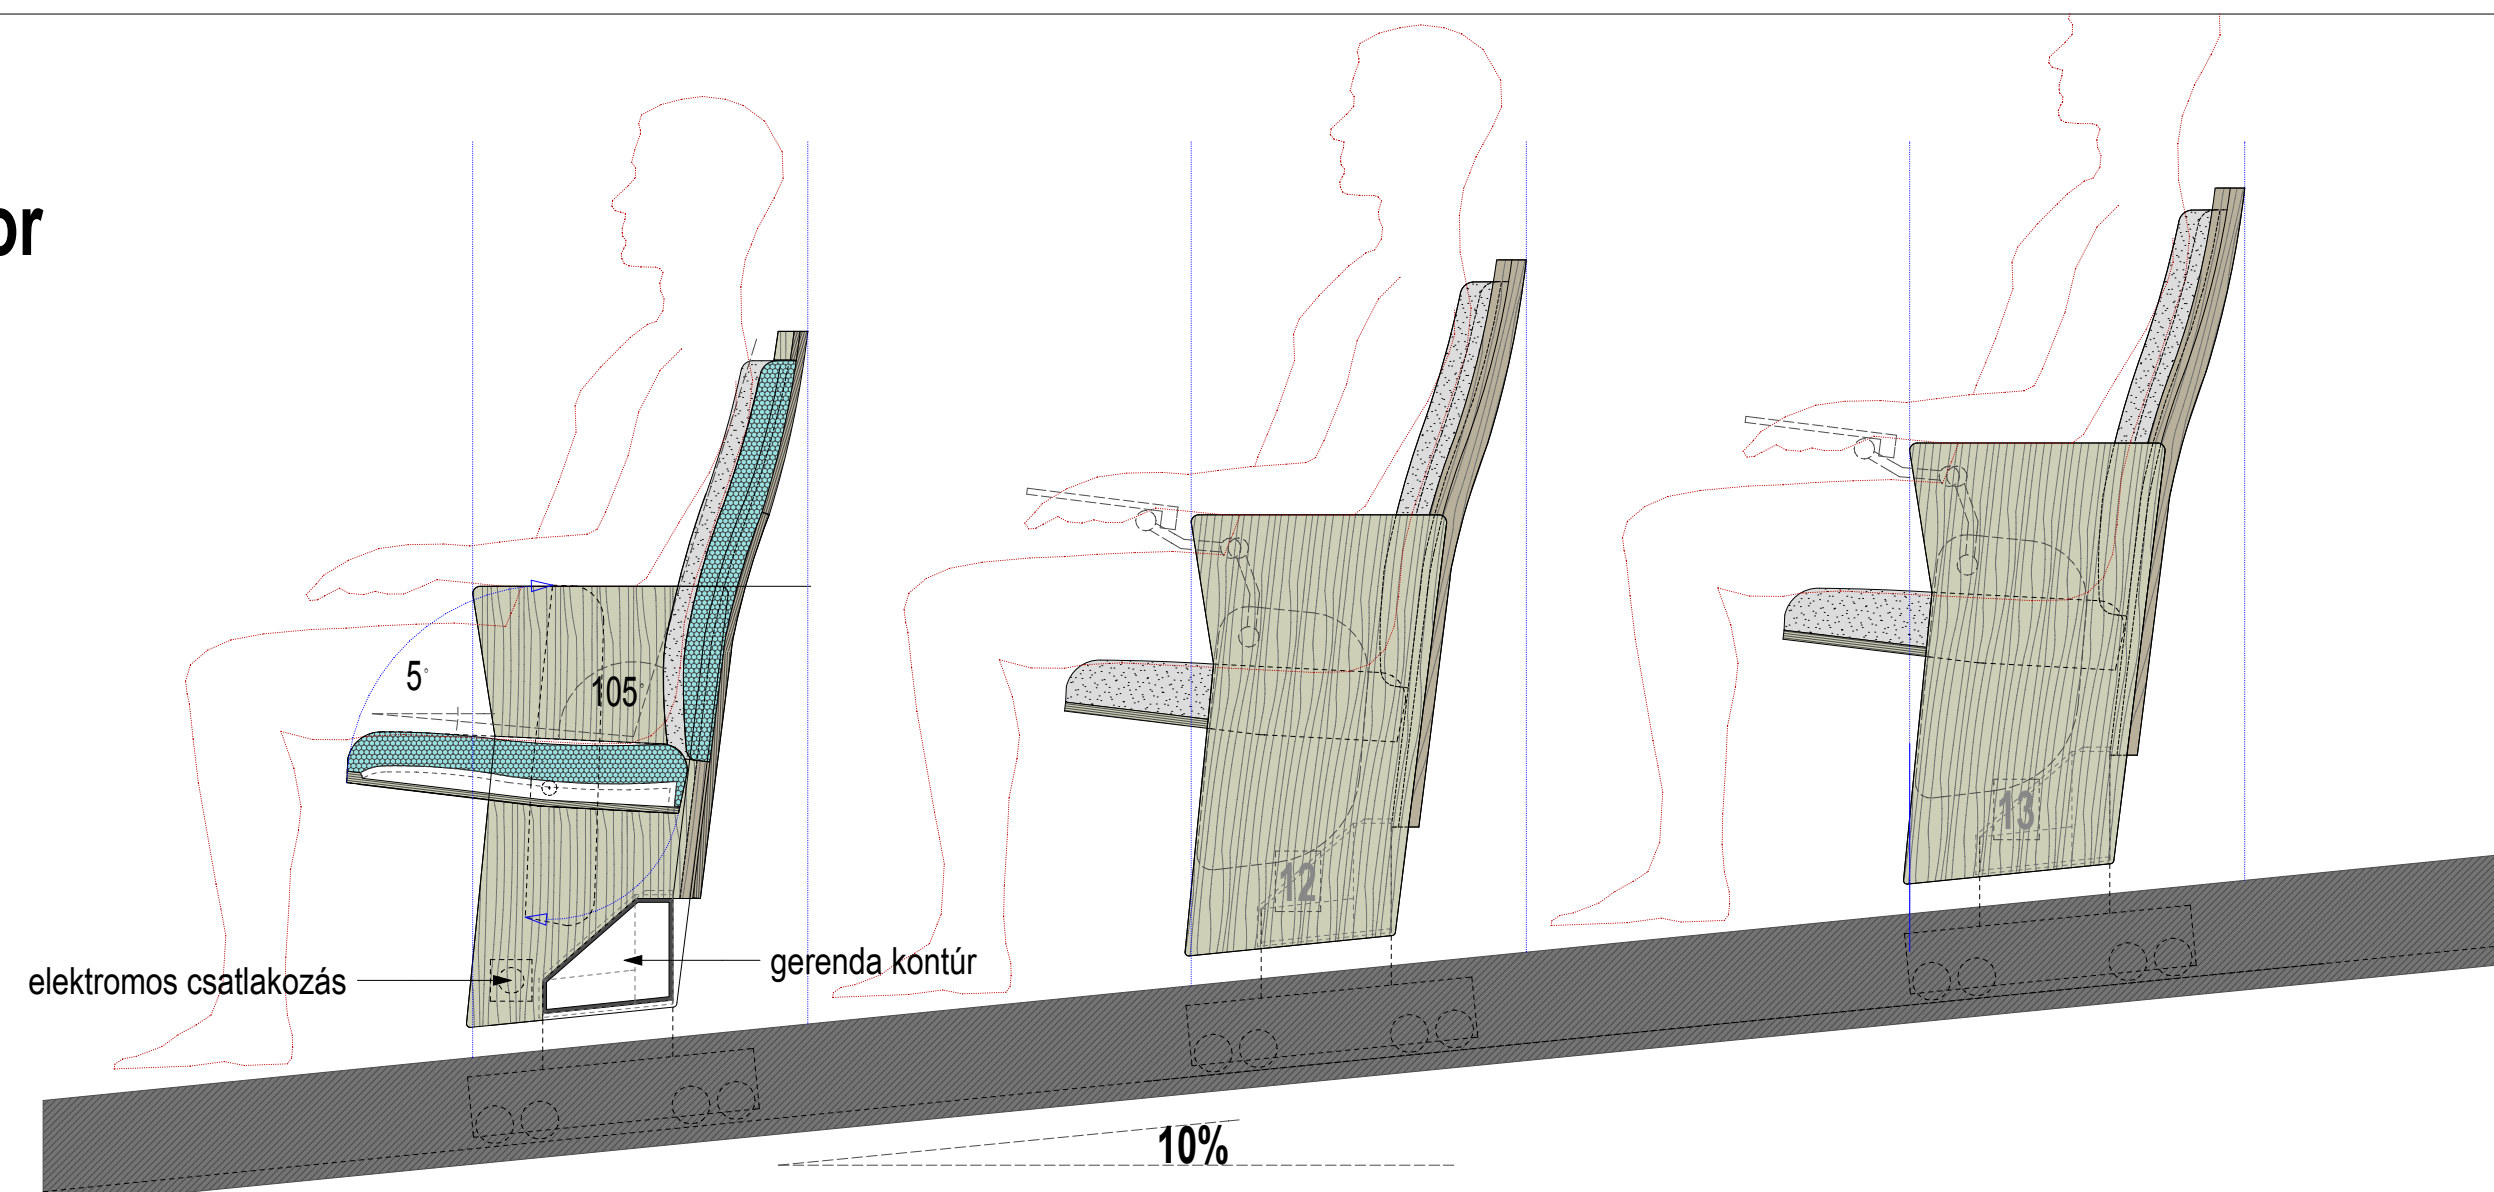 or
5°
105°
12
13
elektromos csatlakozás
gerenda kontúr
10%